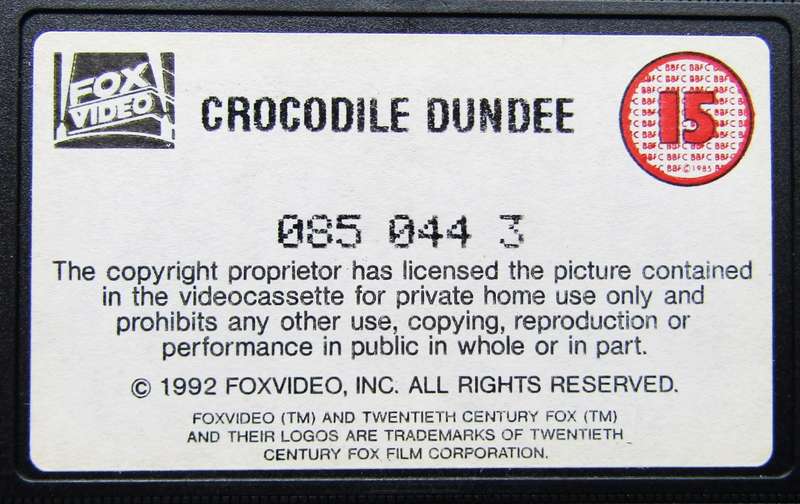 FOX
VIDEO
CROCODILE DUNDEE
15
BBFC © 1985
085 044 3
The copyright proprietor has licensed the picture contained
in the videocassette for private home use only and
prohibits any other use, copying, reproduction or
performance in public in whole or in part.
© 1992 FOXVIDEO, INC. ALL RIGHTS RESERVED.
FOXVIDEO (TM) AND TWENTIETH CENTURY FOX (TM)
AND THEIR LOGOS ARE TRADEMARKS OF TWENTIETH
CENTURY FOX FILM CORPORATION.